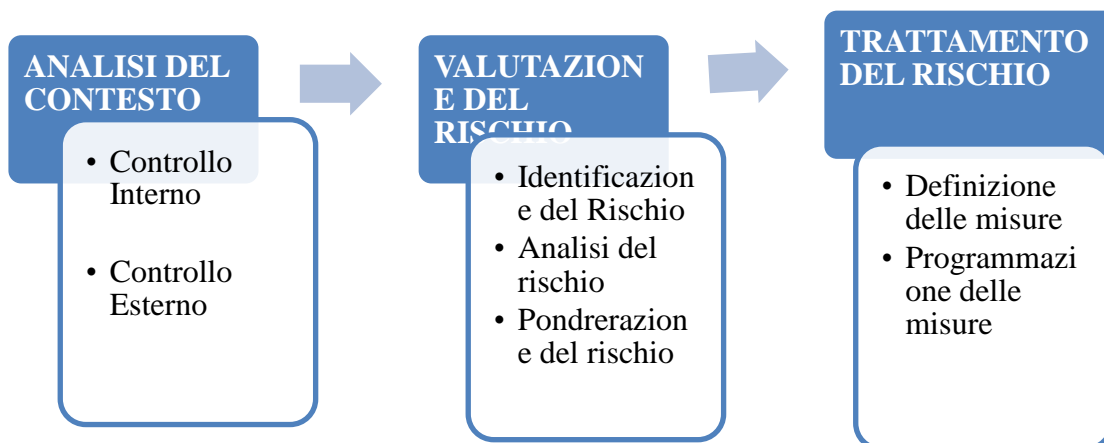 ANALISI DEL
CONTESTO
• Controllo
Interno
• Controllo
Esterno
VALUTAZION
E DEL
RISCHIO
• Identificazion
e del Rischio
• Analisi del
rischio
• Pondrerazion
e del rischio
TRATTAMENTO
DEL RISCHIO
• Definizione
delle misure
• Programmazi
one delle
misure